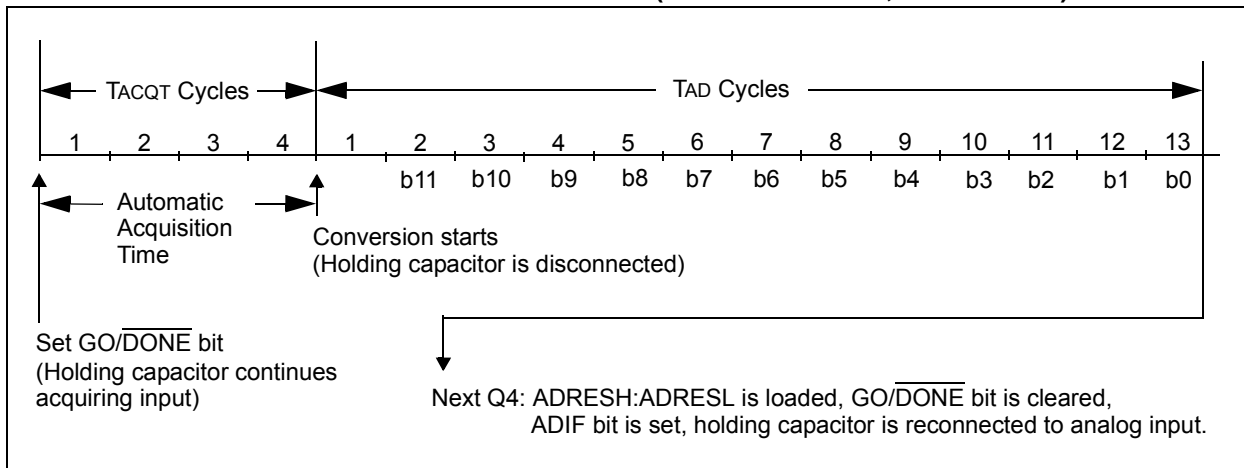 TACQT Cycles
TAD Cycles
1 2 3 4 1 2 3 4 5 6 7 8 9 10 11 12 13
b11 b10 b9 b8 b7 b6 b5 b4 b3 b2 b1 b0
Automatic
Acquisition
Time
Conversion starts
(Holding capacitor is disconnected)
Set GO/DONE bit
(Holding capacitor continues
acquiring input)
Next Q4: ADRESH:ADRESL is loaded, GO/DONE bit is cleared,
ADIF bit is set, holding capacitor is reconnected to analog input.